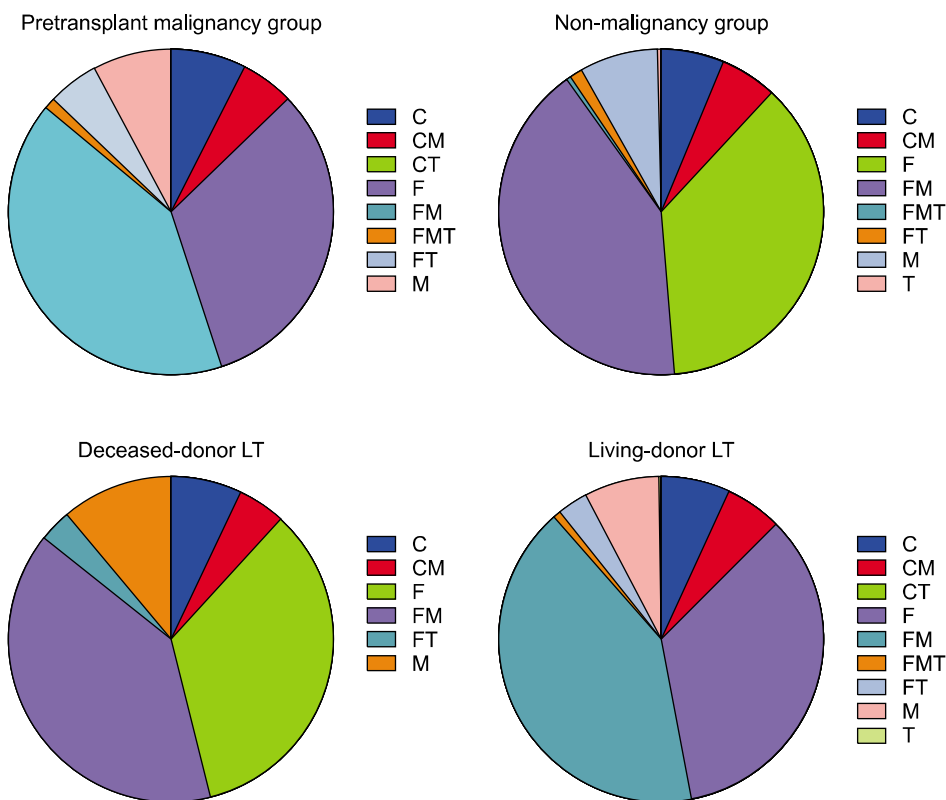 Pretransplant malignancy group
C
CM
CT
F
FM
FMT
FT
M
Non-malignancy group
C
CM
F
FM
FMT
FT
M
T
Deceased-donor LT
C
CM
F
FM
FT
M
Living-donor LT
C
CM
CT
F
FM
FMT
FT
M
T